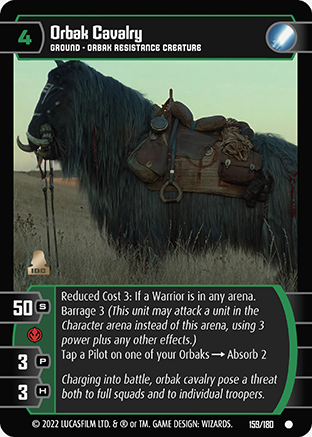 4
Orbak Cavalry
GROUND - ORBAK RESISTANCE CREATURE
IDC
50 S
3 P
3 H
Reduced Cost 3: If a Warrior is in any arena.
Barrage 3 (This unit may attack a unit in the
Character arena instead of this arena, using 3
power plus any other effects.)
Tap a Pilot on one of your Orbaks → Absorb 2
Charging into battle, orbak cavalry pose a threat
both to full squads and to individual troopers.
© 2022 LUCASFILM LTD. & ® OR TM. GAME DESIGN: WIZARDS.
159/180